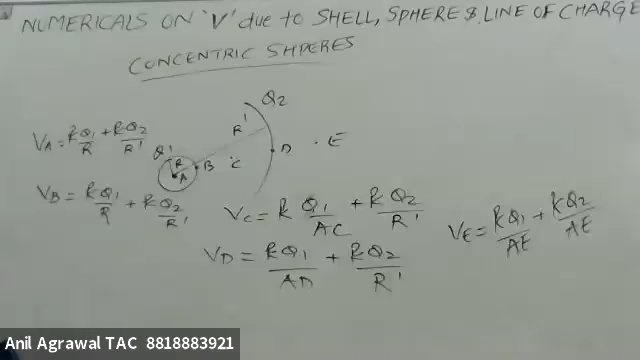 NUMERICALS ON 'V' due to SHELL, SPHERE & LINE OF CHARGE
CONCENTRIC SHPERES
Q2
R'
VA = kQ1/R + kQ2/R'
Q1
R
A
B
C
D
. E
VB = kQ1/R + kQ2/R'
VC = k Q1/AC + kQ2/R'
VD = kQ1/AD + kQ2/R'
VE = kQ1/AE + kQ2/AE
Anil Agrawal TAC 8818883921